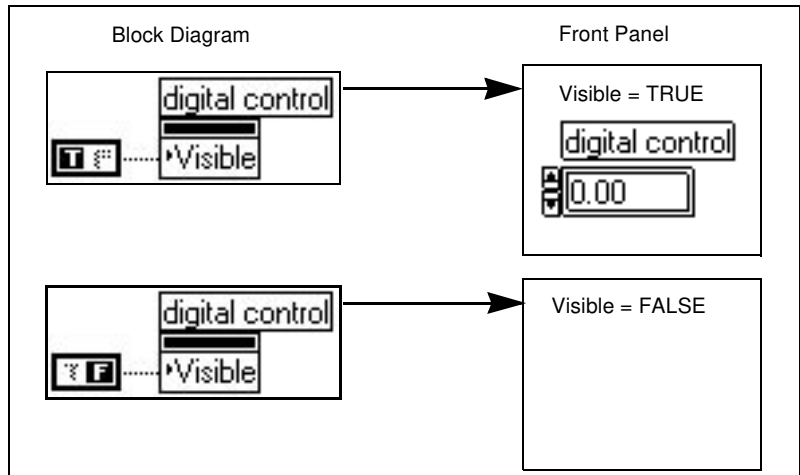 Block Diagram
Front Panel
digital control
T
Visible
Visible = TRUE
digital control
0.00
digital control
F
Visible
Visible = FALSE